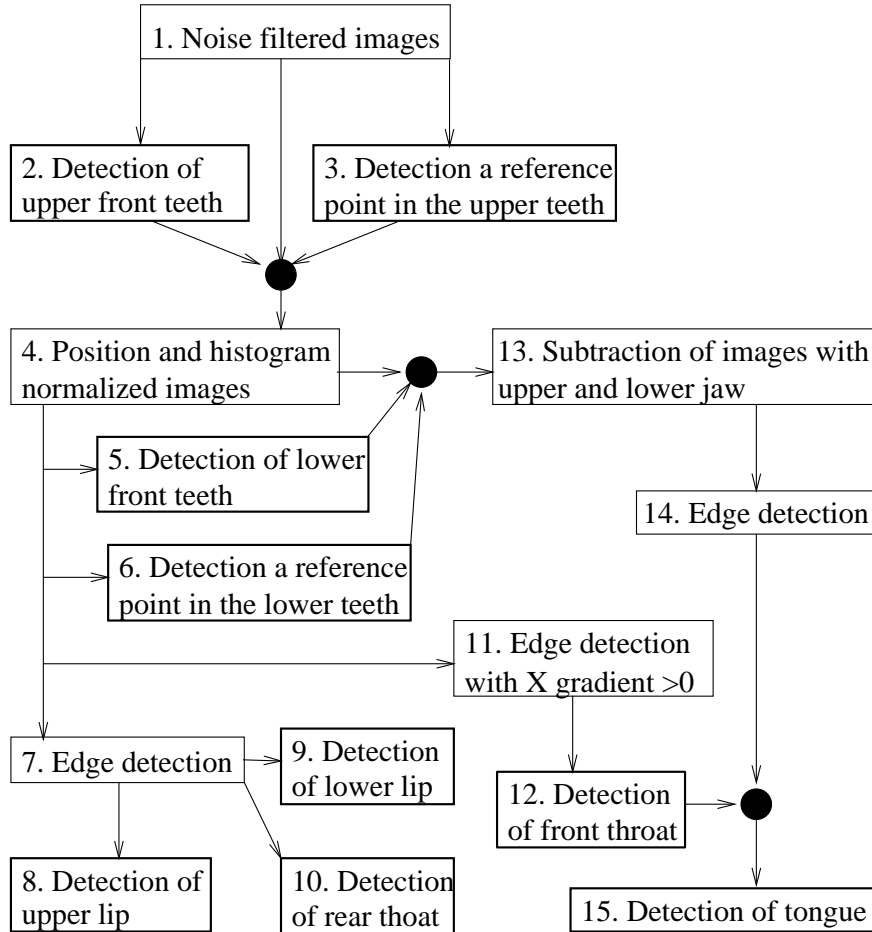 1. Noise filtered images
2. Detection of
upper front teeth
3. Detection a reference
point in the upper teeth
4. Position and histogram
normalized images
13. Subtraction of images with
upper and lower jaw
5. Detection of lower
front teeth
14. Edge detection
6. Detection a reference
point in the lower teeth
11. Edge detection
with X gradient >0
7. Edge detection
9. Detection
of lower lip
12. Detection
of front throat
8. Detection of
upper lip
10. Detection
of rear thoat
15. Detection of tongue